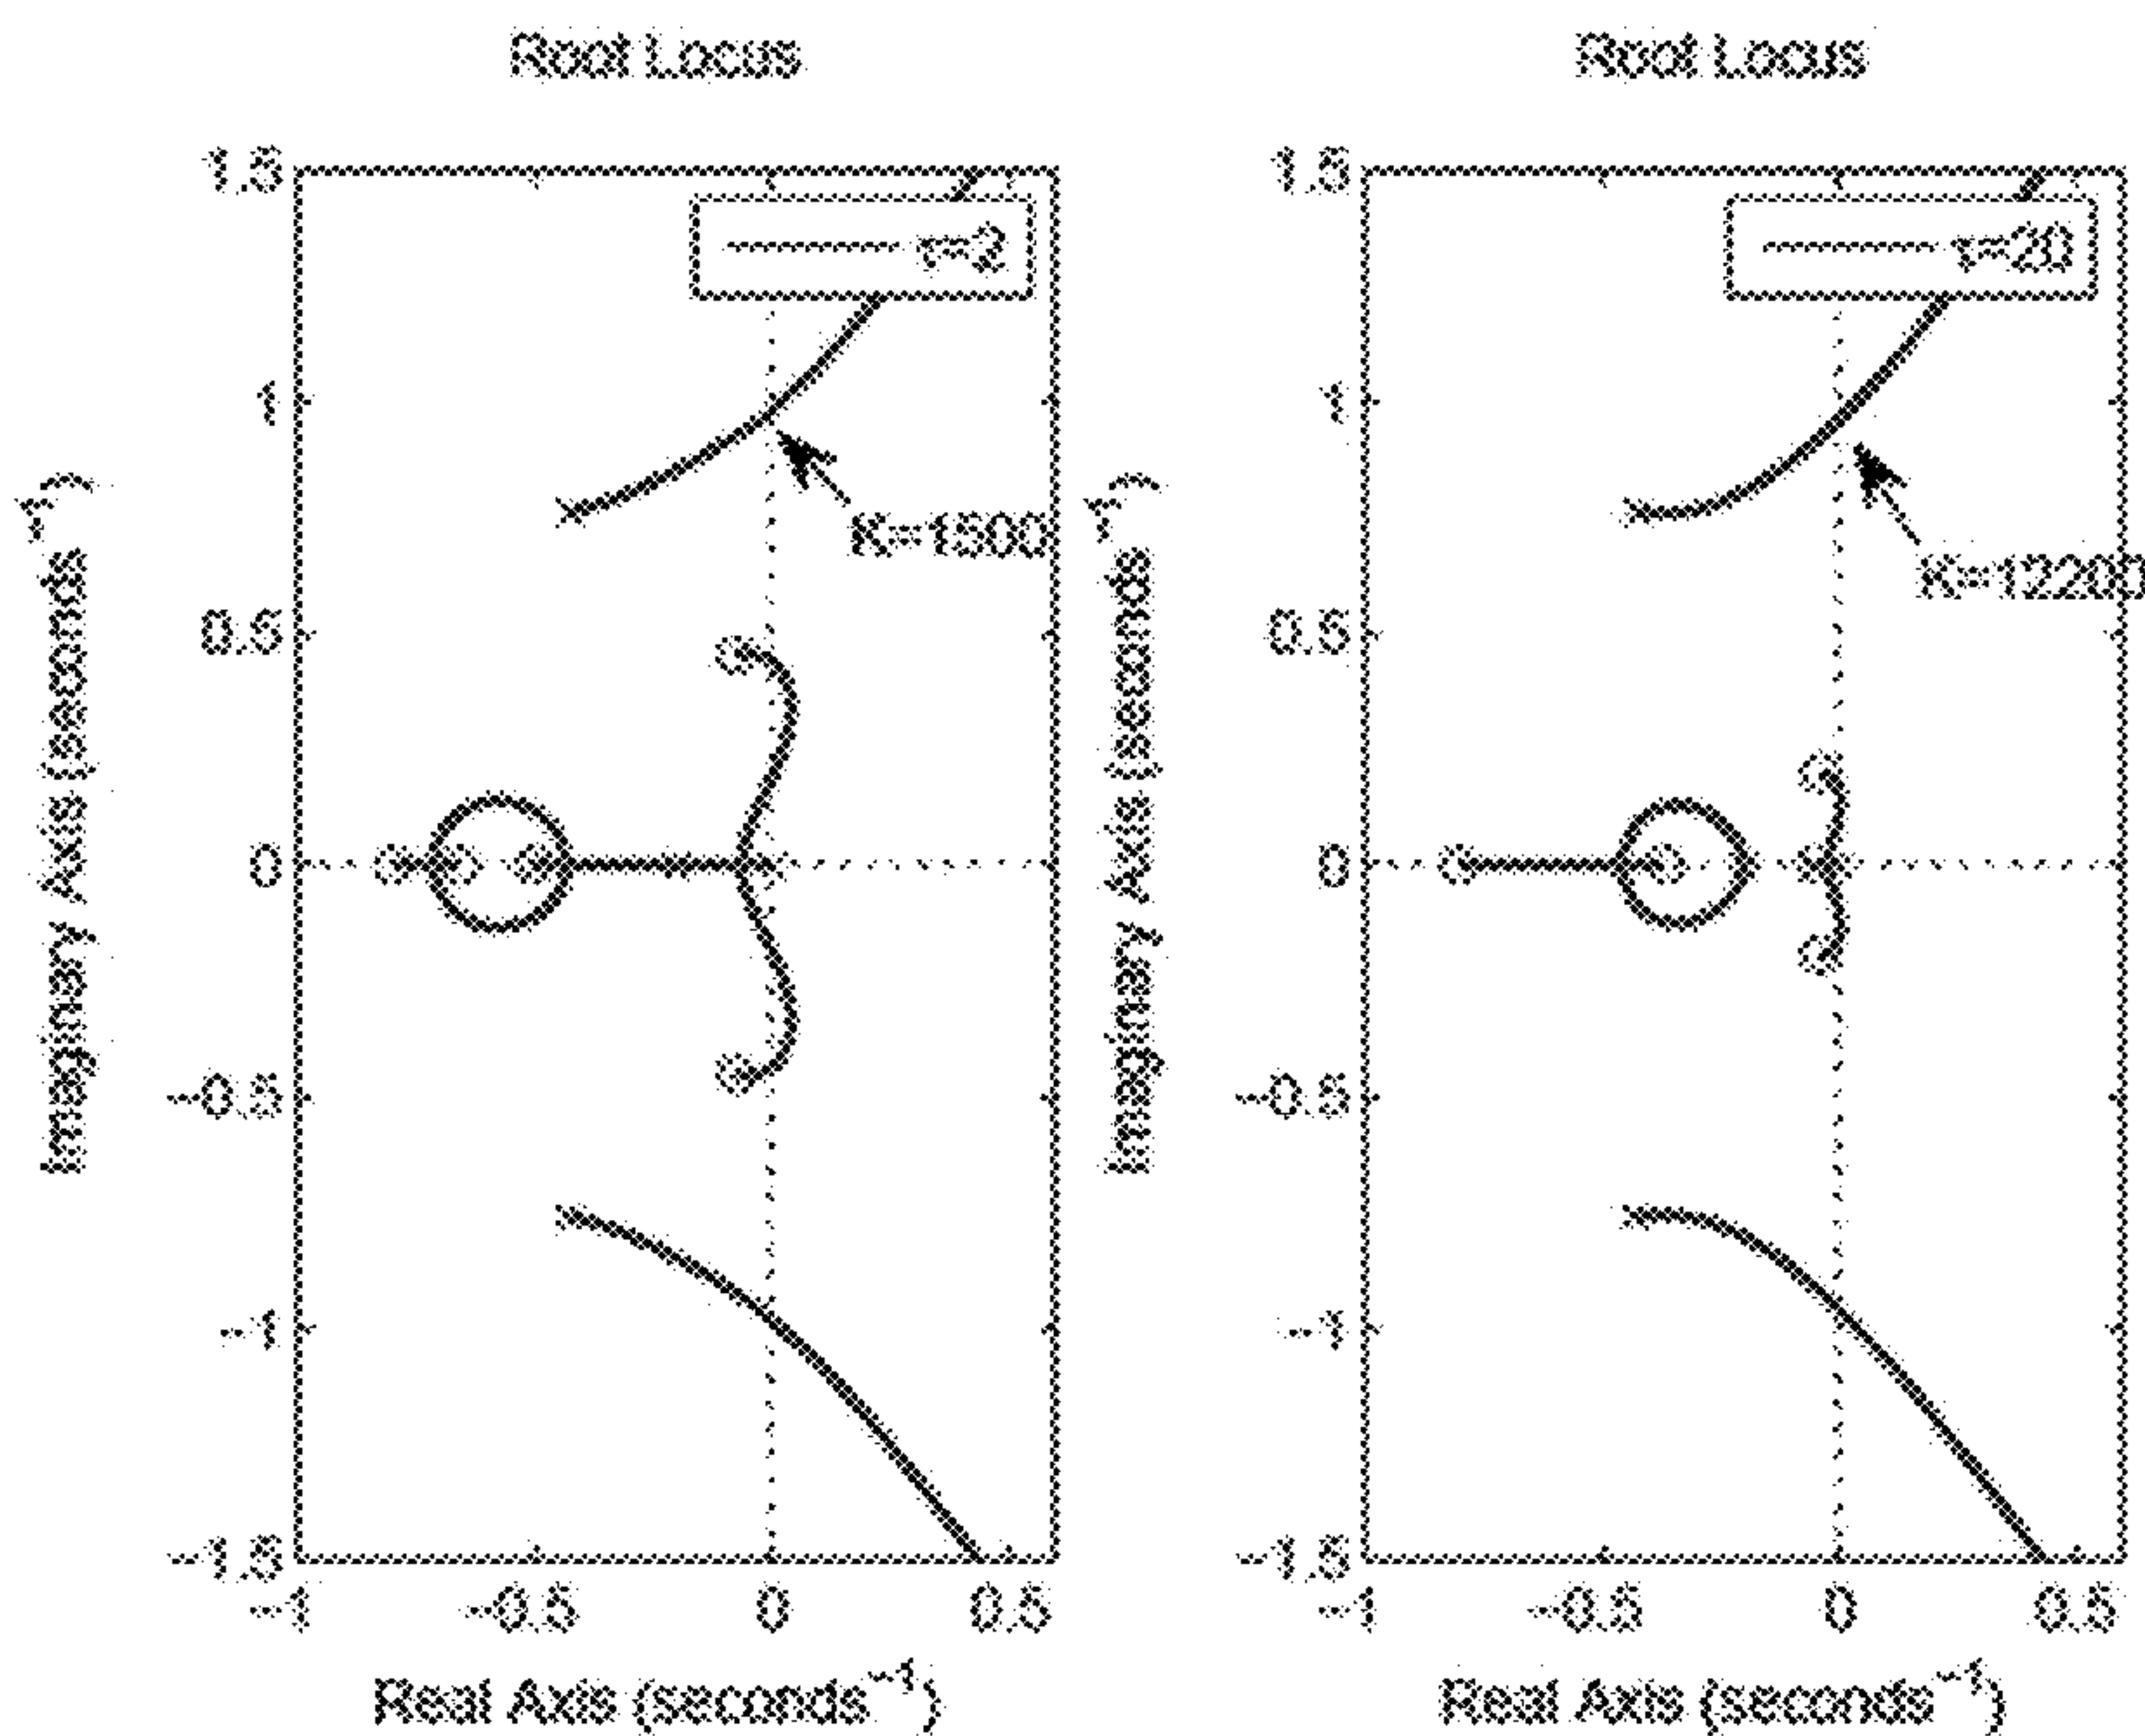 Root Locus
1.5
1
0.5
0
-0.5
-1
-1.5
-1
-0.5
0
0.5
Imaginary Axis (seconds⁻¹)
Real Axis (seconds⁻¹)
τ=2
K=1500
Root Locus
1.5
1
0.5
0
-0.5
-1
-1.5
-1
-0.5
0
0.5
Imaginary Axis (seconds⁻¹)
Real Axis (seconds⁻¹)
τ=20
K=12200